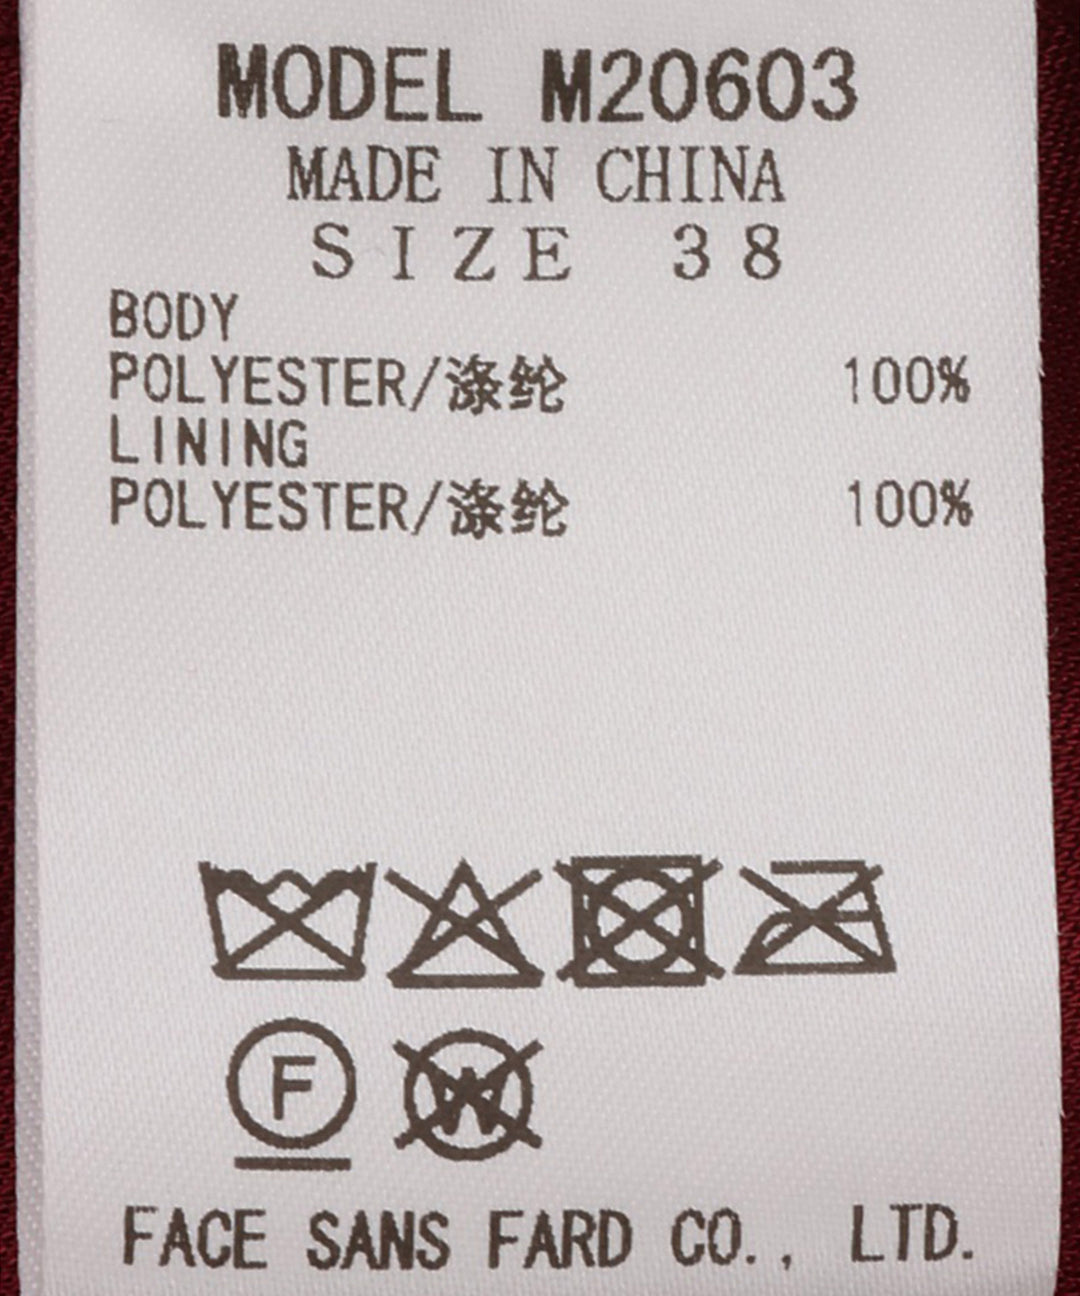 MODEL M20603
MADE IN CHINA
SIZE 38
BODY
POLYESTER/涤纶 100%
LINING
POLYESTER/涤纶 100%
F W
FACE SANS FARD CO., LTD.